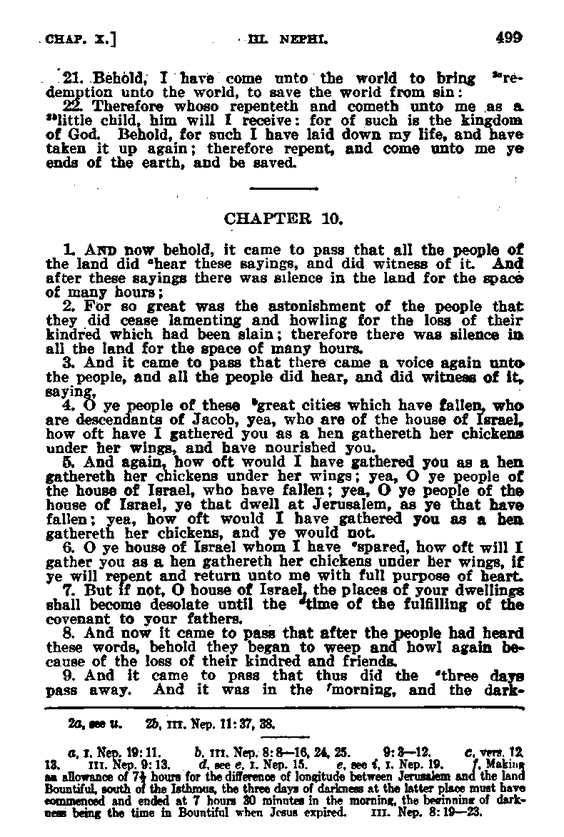 CHAP. X.] III. NEPHI. 499
21. Behold, I have come unto the world to bring ²ᵃre-
demption unto the world, to save the world from sin:
22. Therefore whoso repenteth and cometh unto me as a
²ᵇlittle child, him will I receive: for of such is the kingdom
of God. Behold, for such I have laid down my life, and have
taken it up again; therefore repent, and come unto me ye
ends of the earth, and be saved.
CHAPTER 10.
1. AND now behold, it came to pass that all the people of
the land did ᵃhear these sayings, and did witness of it. And
after these sayings there was silence in the land for the space
of many hours;
2. For so great was the astonishment of the people that
they did cease lamenting and howling for the loss of their
kindred which had been slain; therefore there was silence in
all the land for the space of many hours.
3. And it came to pass that there came a voice again unto
the people, and all the people did hear, and did witness of it,
saying,
4. O ye people of these ᵇgreat cities which have fallen, who
are descendants of Jacob, yea, who are of the house of Israel,
how oft have I gathered you as a hen gathereth her chickens
under her wings, and have nourished you.
5. And again, how oft would I have gathered you as a hen
gathereth her chickens under her wings; yea, O ye people of
the house of Israel, who have fallen; yea, O ye people of the
house of Israel, ye that dwell at Jerusalem, as ye that have
fallen; yea, how oft would I have gathered you as a hen
gathereth her chickens, and ye would not.
6. O ye house of Israel whom I have ᶜspared, how oft will I
gather you as a hen gathereth her chickens under her wings, if
ye will repent and return unto me with full purpose of heart.
7. But if not, O house of Israel, the places of your dwellings
shall become desolate until the ᵈtime of the fulfilling of the
covenant to your fathers.
8. And now it came to pass that after the people had heard
these words, behold they began to weep and howl again be-
cause of the loss of their kindred and friends.
9. And it came to pass that thus did the ᵉthree days
pass away. And it was in the ᶠmorning, and the dark-
2a, see u. 2b, III. Nep. 11:37, 38.
a, I. Nep. 19:11. b, III. Nep. 8:8—16, 24, 25. 9:3—12. c, vers. 12
13. III. Nep. 9:13. d, see e, I. Nep. 15. e, see i, I. Nep. 19. f, Making
an allowance of 7½ hours for the difference of longitude between Jerusalem and the land
Bountiful, south of the Isthmus, the three days of darkness at the latter place must have
commenced and ended at 7 hours 30 minutes in the morning, the beginning of dark-
ness being the time in Bountiful when Jesus expired. III. Nep. 8:19—23.